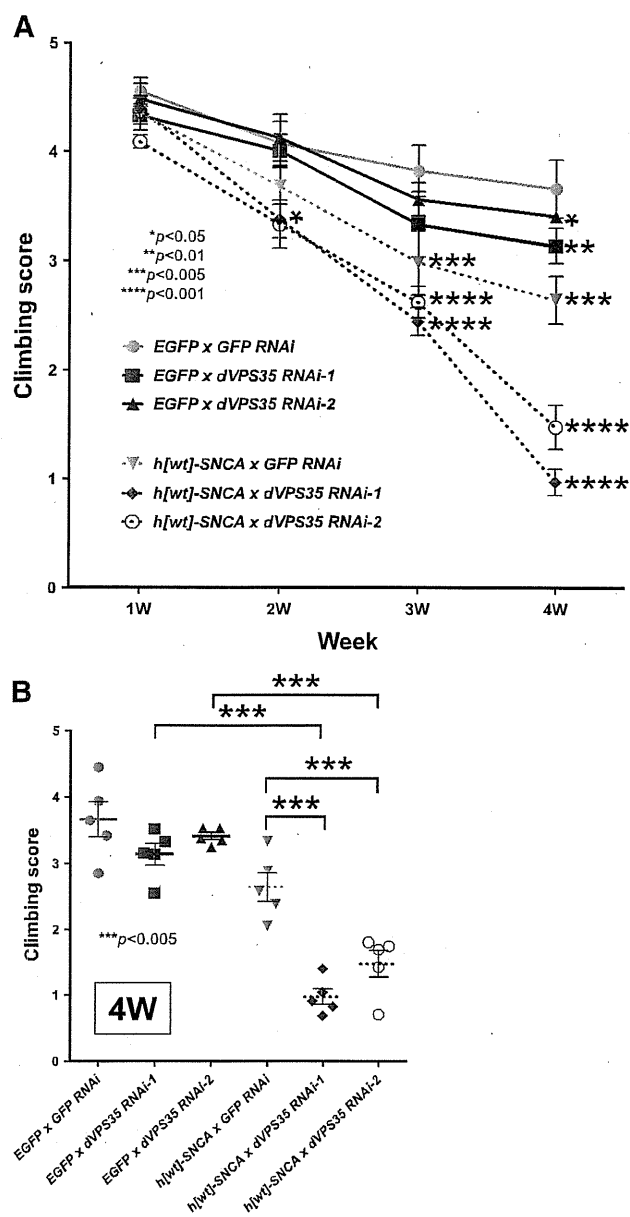 A
5
4
3
2
1
0
Climbing score
*
*
**
***
***
****
****
****
****
*p<0.05
**p<0.01
***p<0.005
****p<0.001
EGFP x GFP RNAi
EGFP x dVPS35 RNAi-1
EGFP x dVPS35 RNAi-2
h[wt]-SNCA x GFP RNAi
h[wt]-SNCA x dVPS35 RNAi-1
h[wt]-SNCA x dVPS35 RNAi-2
1W 2W 3W 4W
Week
B
***
***
***
***
5
4
3
2
1
0
Climbing score
***p<0.005
4W
EGFP x GFP RNAi
EGFP x dVPS35 RNAi-1
EGFP x dVPS35 RNAi-2
h[wt]-SNCA x GFP RNAi
h[wt]-SNCA x dVPS35 RNAi-1
h[wt]-SNCA x dVPS35 RNAi-2